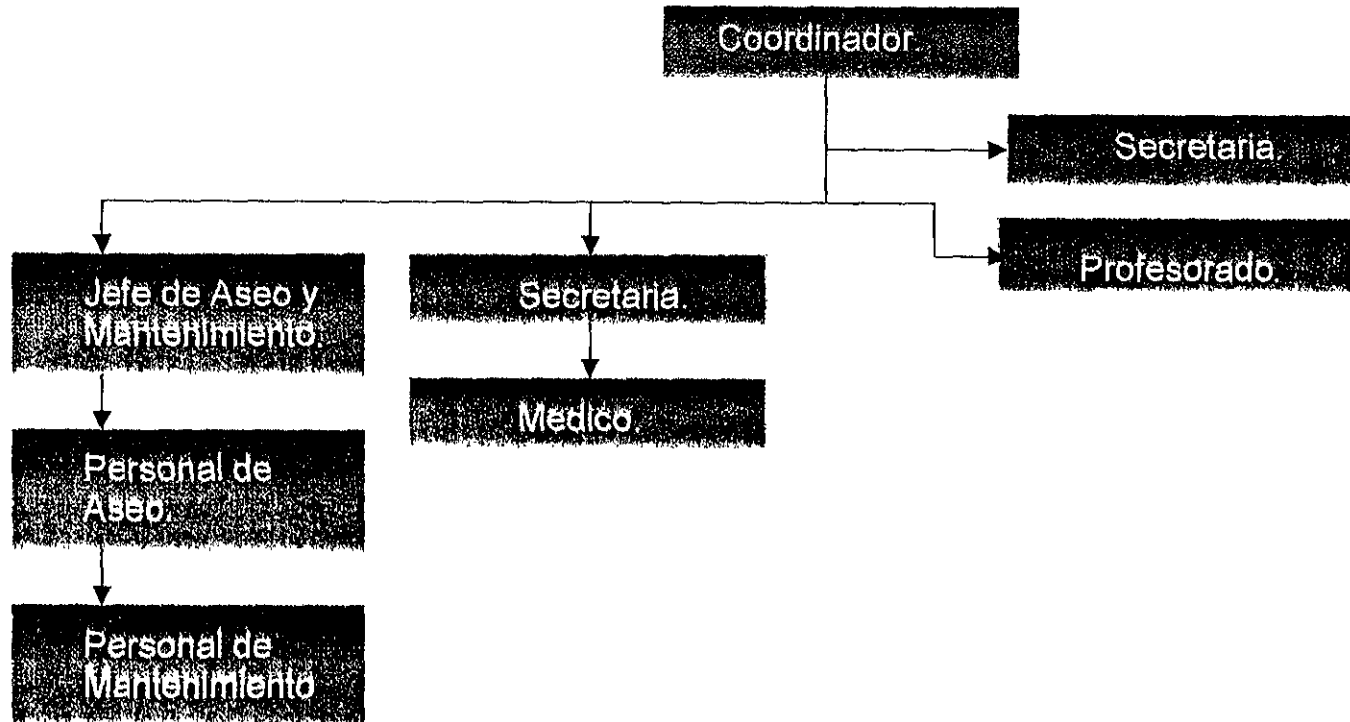 Coordinador.
Secretaria.
Profesorado.
Jefe de Aseo y
Mantenimiento.
Secretaria.
Medico.
Personal de
Aseo.
Personal de
Mantenimiento